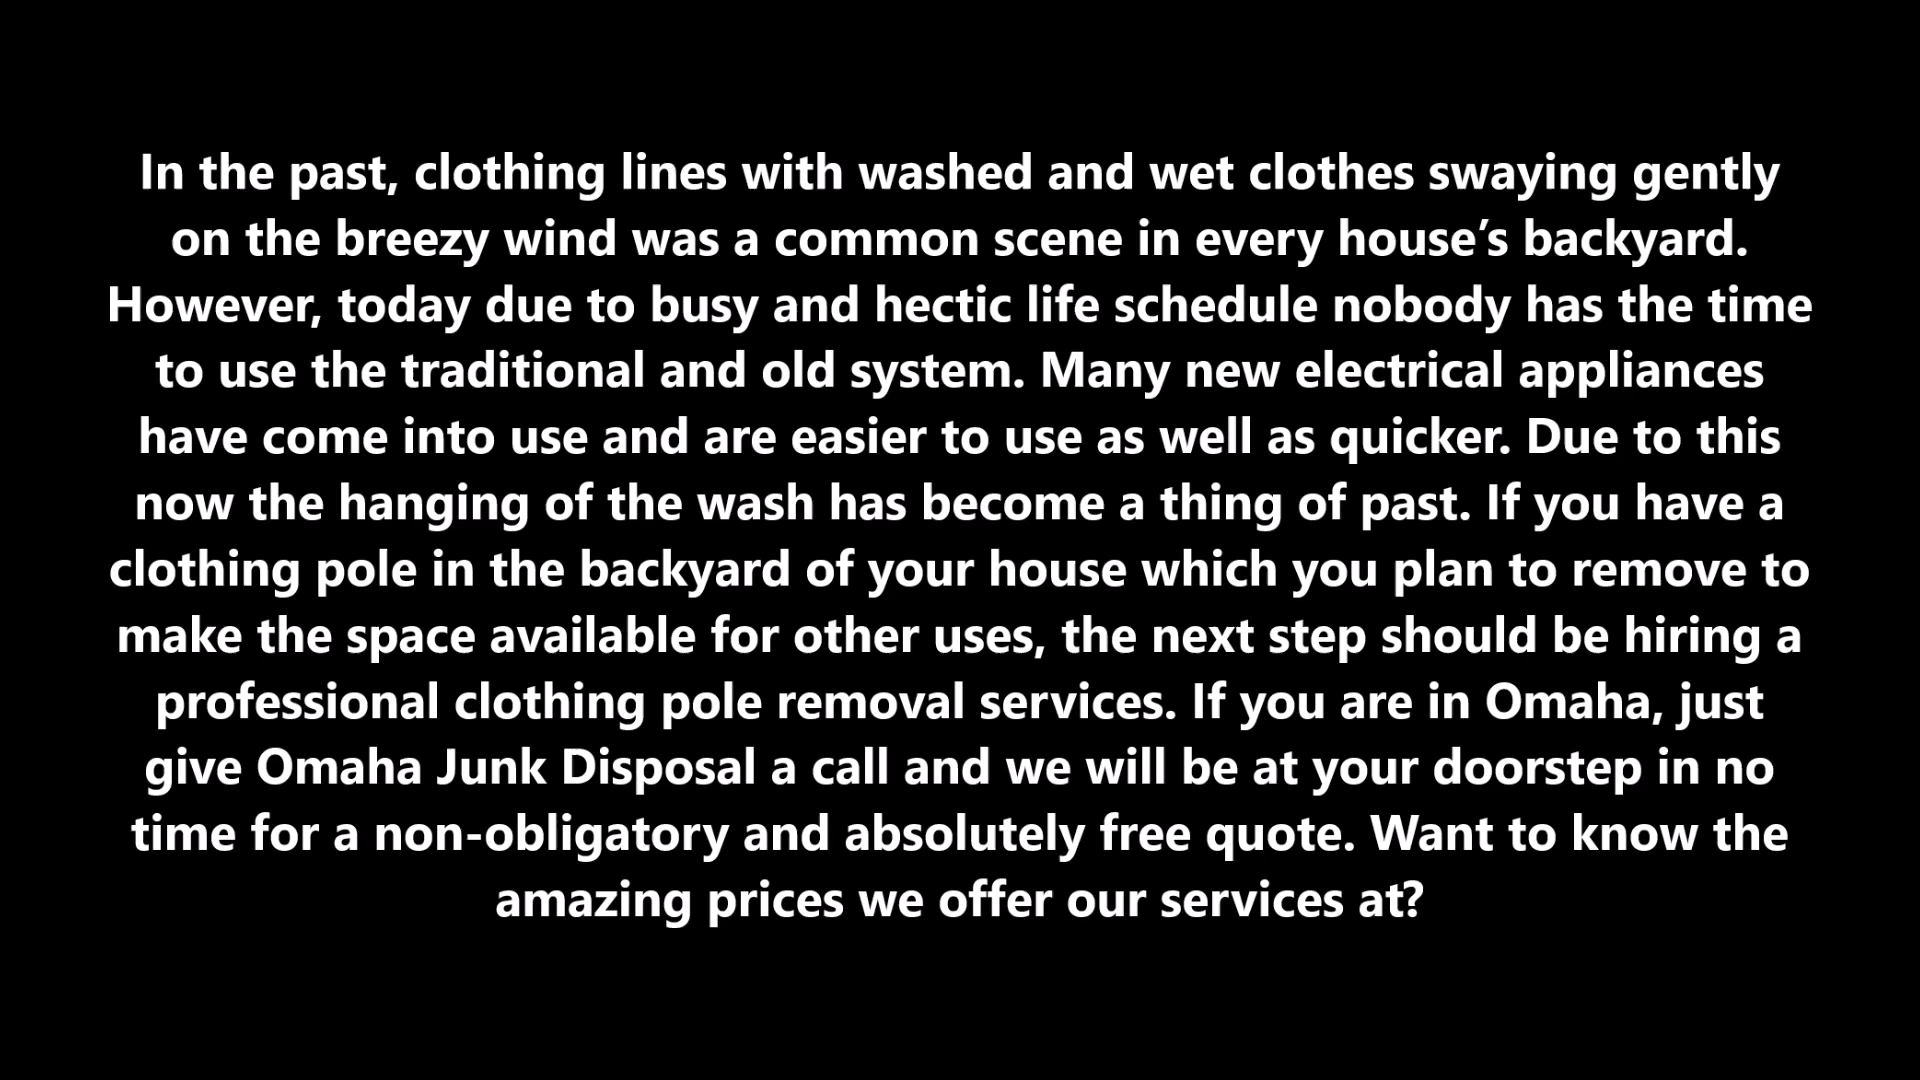 In the past, clothing lines with washed and wet clothes swaying gently
on the breezy wind was a common scene in every house’s backyard.
However, today due to busy and hectic life schedule nobody has the time
to use the traditional and old system. Many new electrical appliances
have come into use and are easier to use as well as quicker. Due to this
now the hanging of the wash has become a thing of past. If you have a
clothing pole in the backyard of your house which you plan to remove to
make the space available for other uses, the next step should be hiring a
professional clothing pole removal services. If you are in Omaha, just
give Omaha Junk Disposal a call and we will be at your doorstep in no
time for a non-obligatory and absolutely free quote. Want to know the
amazing prices we offer our services at?